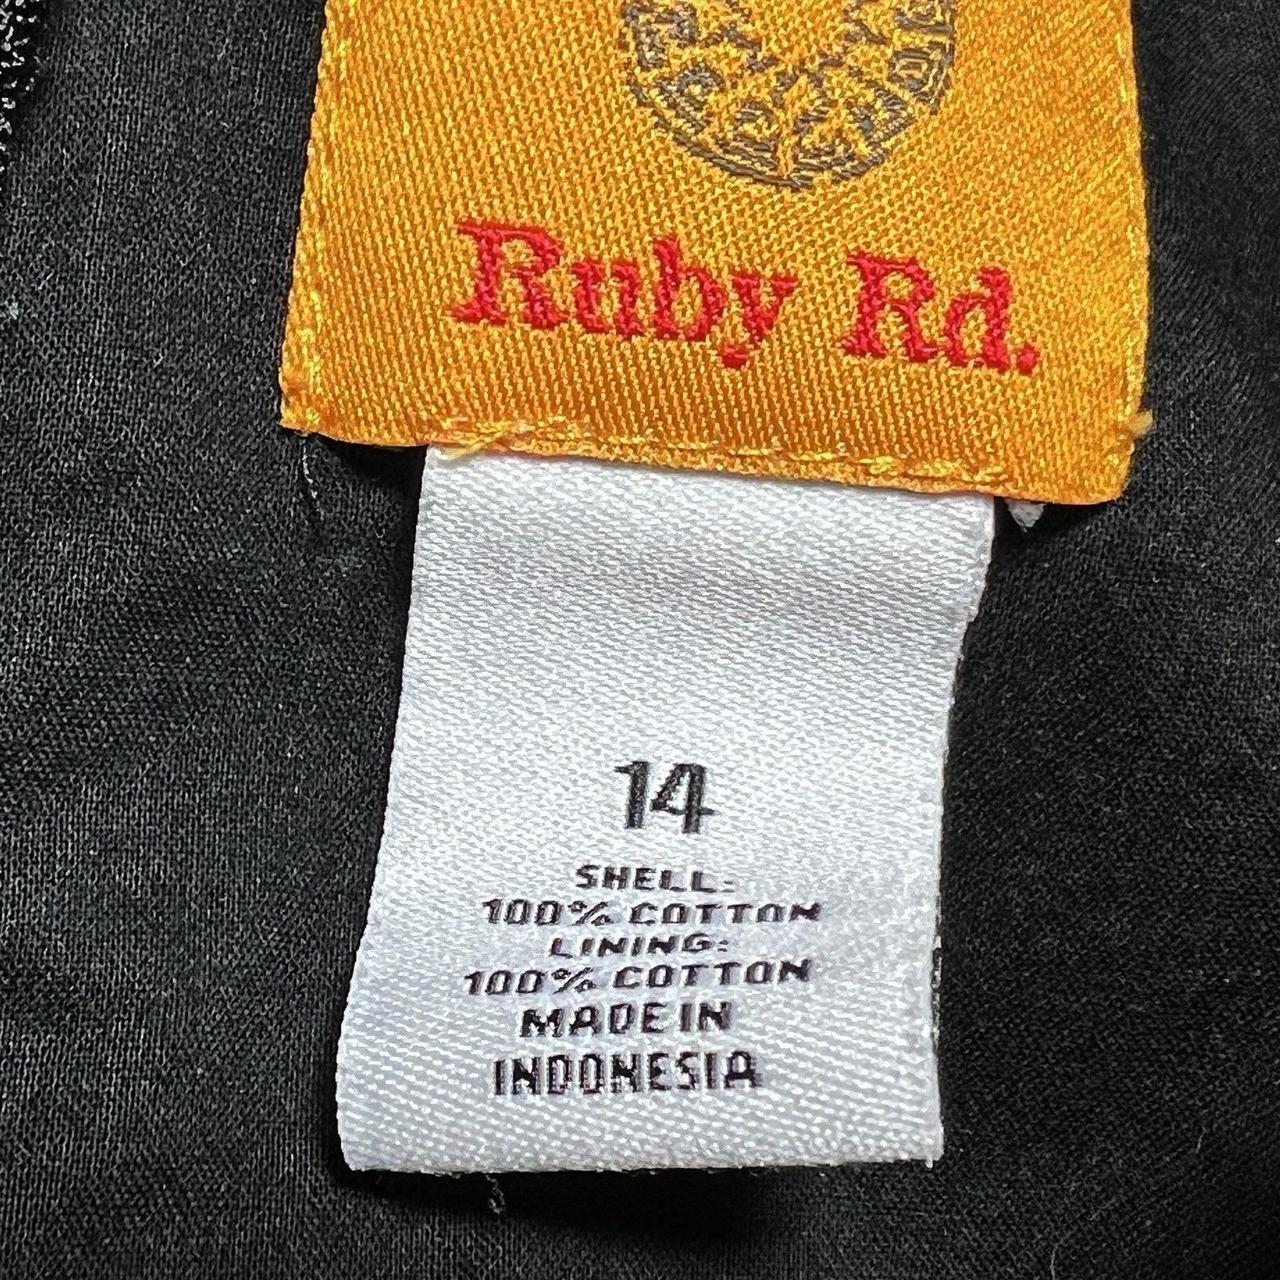 Ruby Rd.
14
SHELL:
100% COTTON
LINING:
100% COTTON
MADE IN
INDONESIA